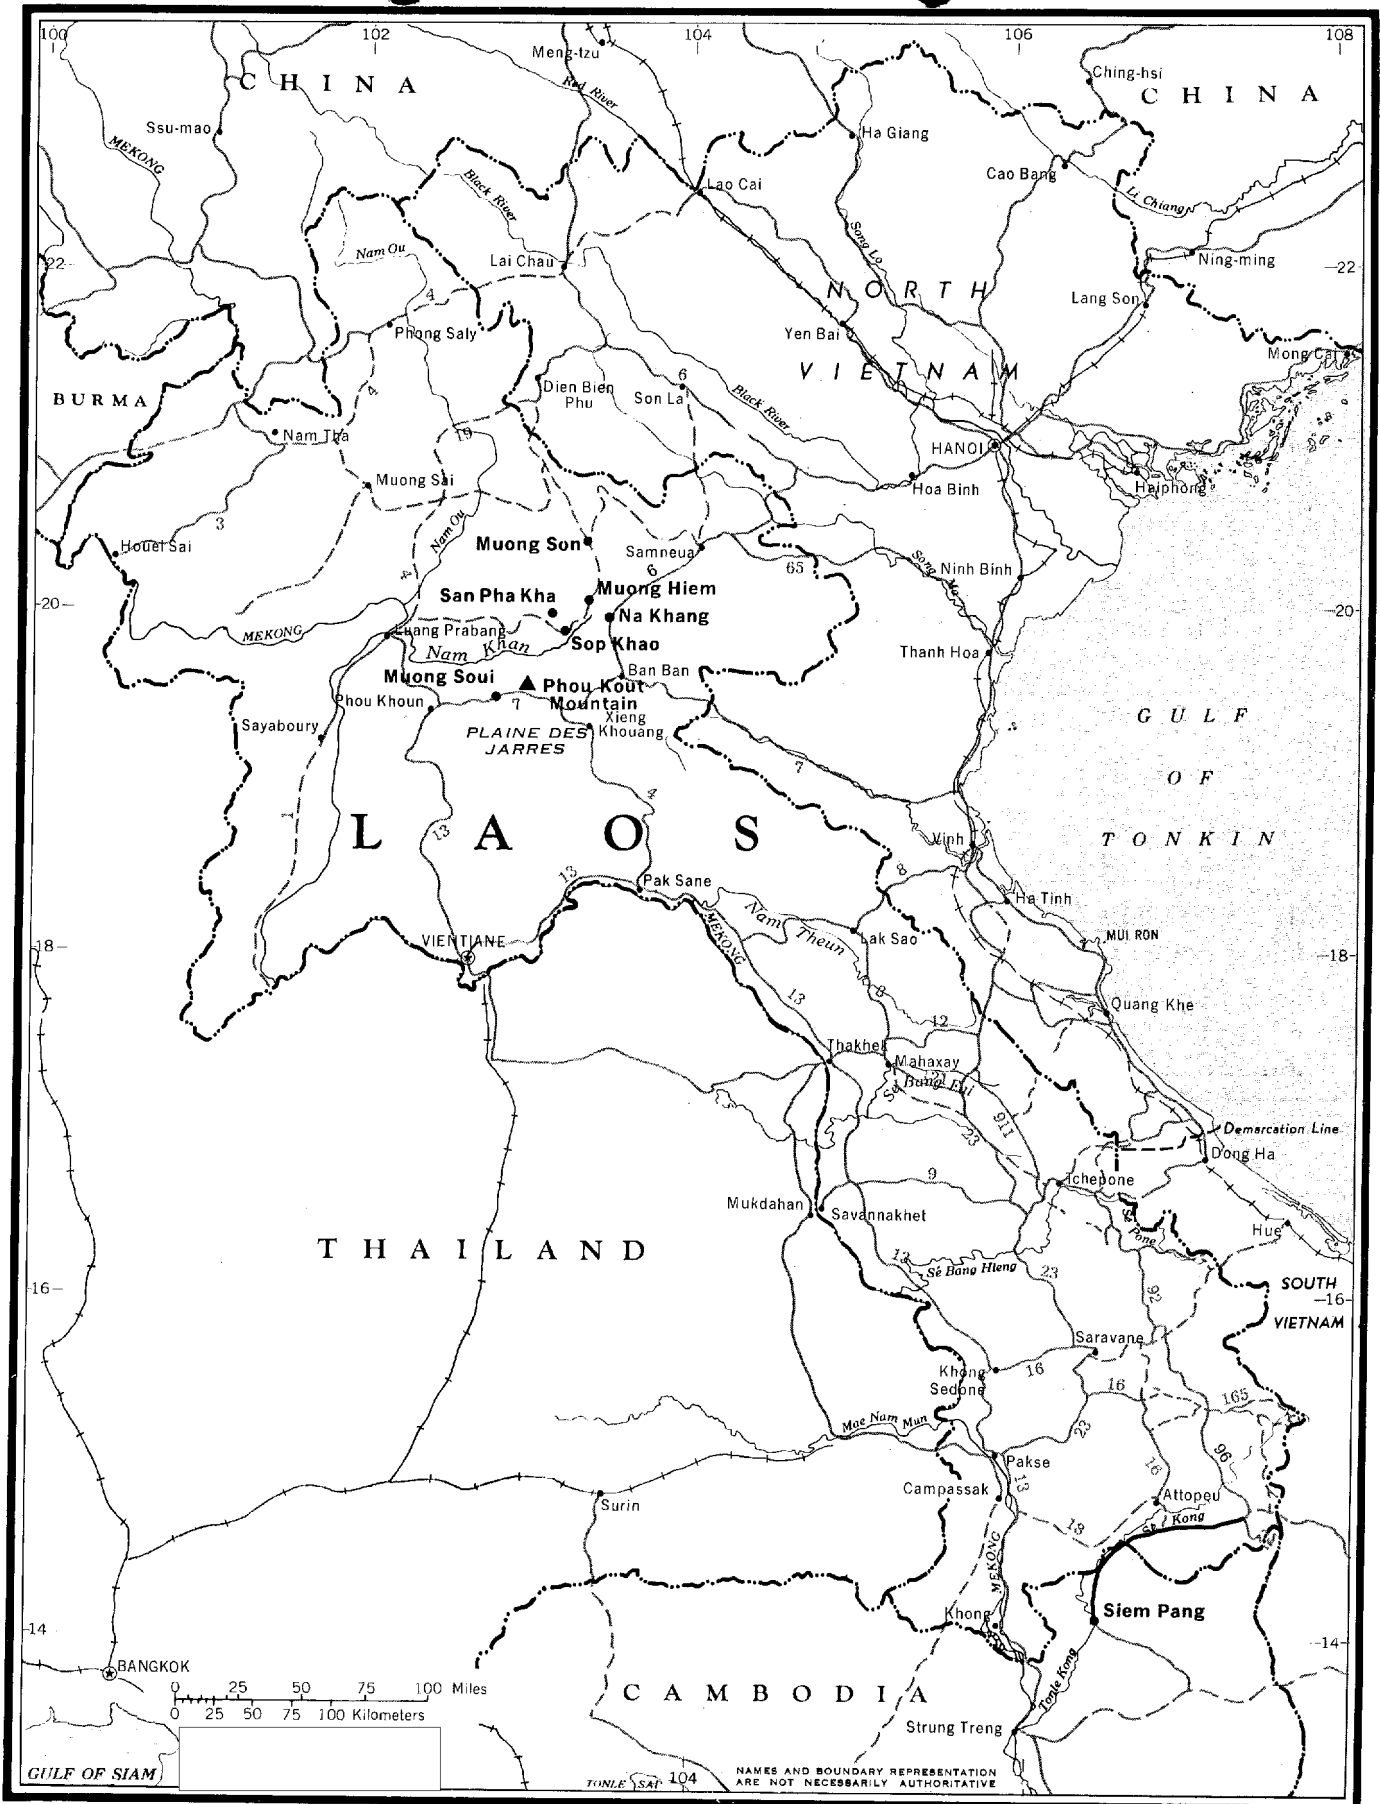 100
102
104
106
108
CHINA
Meng-tzu
Red River
Ching-hsi
CHINA
Ssu-mao
MEKONG
Ha Giang
Cao Bang
Black River
Lao Cai
Li Chiang
Nam Ou
Song Lo
Lai Chau
22
Ning-ming
22
4
NORTH
Lang Son
Phong Saly
Yen Bai
Mong Cai
VIETNAM
BURMA
4
Dien Bien
Phu
6
Son La
Black River
Nam Tha
19
HANOI
Muong Sai
Hoa Binh
Haiphong
3
Nam Ou
Houei Sai
Muong Son
Samneua
6
65
Song Ma
Ninh Binh
4
San Pha Kha
Muong Hiem
20
Na Khang
20
MEKONG
Luang Prabang
Nam Khan
Sop Khao
Thanh Hoa
Muong Soui
Ban Ban
Phou Kout
Mountain
Phou Khoun
7
Xieng
Khouang
Sayaboury
PLAINE DES
JARRES
GULF
OF
TONKIN
7
4
1
13
LAOS
Vinh
8
13
Pak Sane
Ha Tinh
Nam Theun
MEKONG
18
VIENTIANE
Lak Sao
MUI RON
18
13
8
Quang Khe
12
Thakhek
Mahaxay
Se Bang Fai
911
23
Demarcation Line
Dong Ha
9
Tchepone
Mukdahan
Savannakhet
Se Pong
Hue
THAILAND
13
Se Bang Hieng
23
92
SOUTH
VIETNAM
16
16
Saravane
Khong
Sedone
16
16
165
Mae Nam Mun
23
96
Pakse
16
Campassak
13
Surin
Attopeu
18
Kong
MEKONG
Khong
Siem Pang
14
14
BANGKOK
0 25 50 75 100 Miles
0 25 50 75 100 Kilometers
CAMBODIA
Tonle Kong
Strung Treng
GULF OF SIAM
TONLE SAP
104
NAMES AND BOUNDARY REPRESENTATION
ARE NOT NECESSARILY AUTHORITATIVE